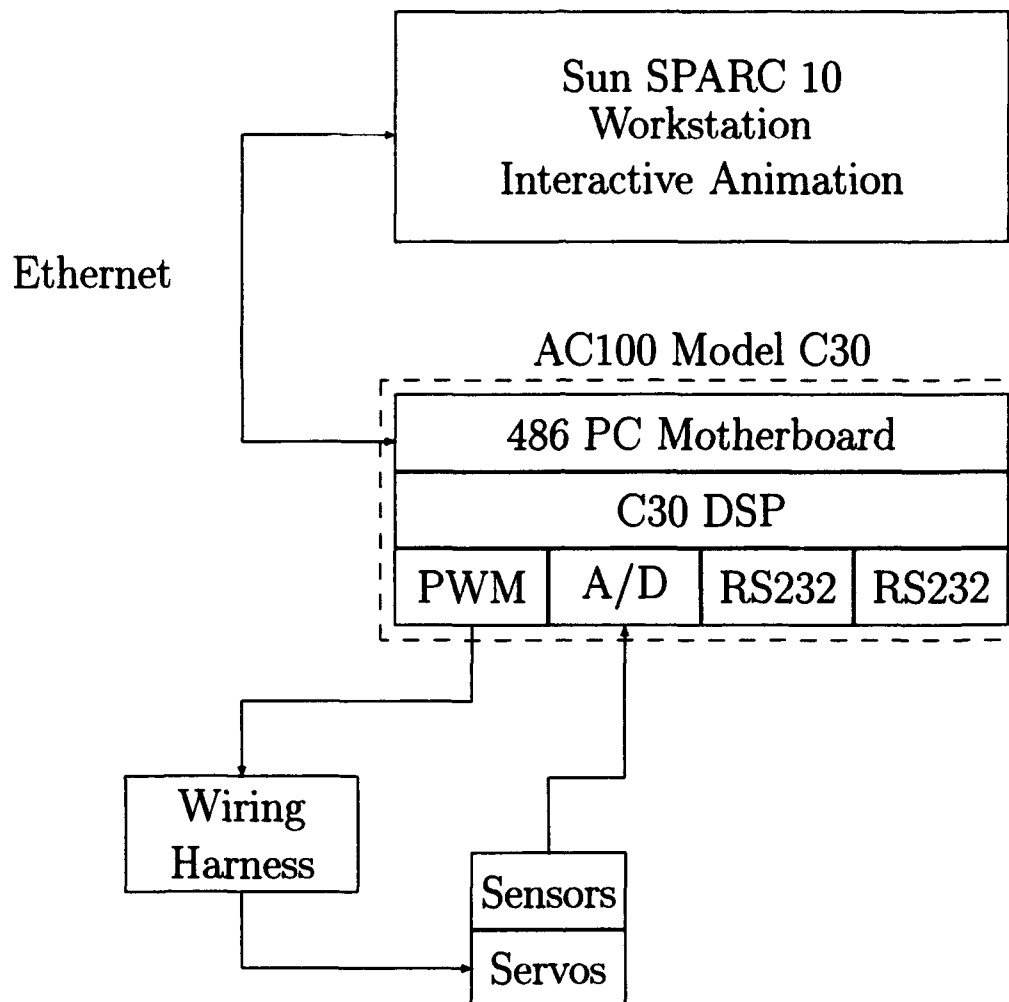 Sun SPARC 10
Workstation
Interactive Animation
Ethernet
AC100 Model C30
486 PC Motherboard
C30 DSP
PWM A/D RS232 RS232
Wiring
Harness
Sensors
Servos